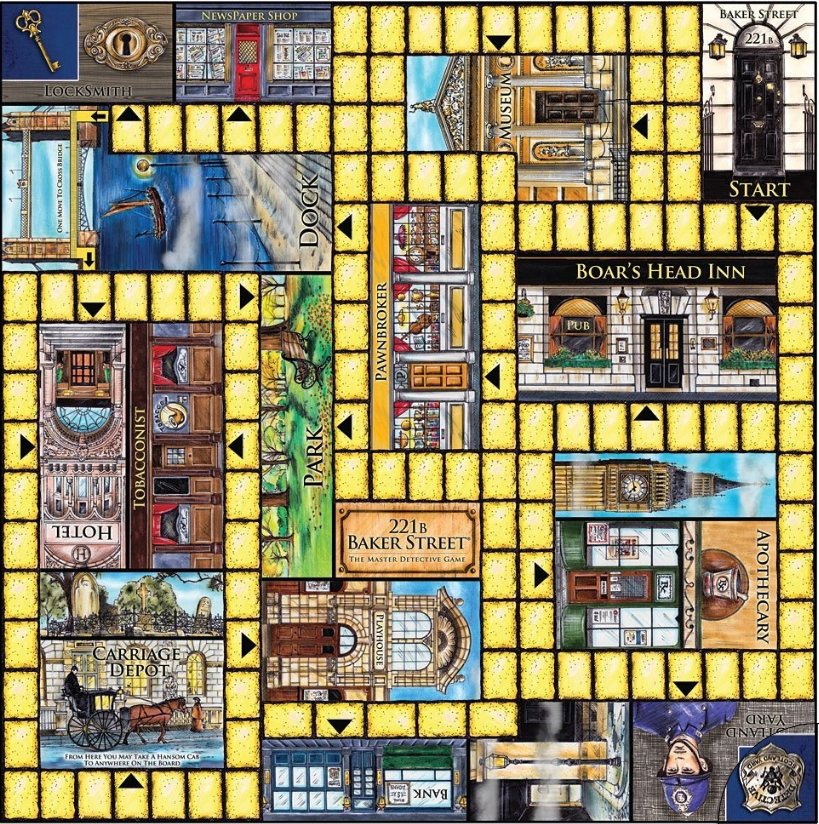 NEWSPAPER SHOP
LOCKSMITH
BAKER STREET
221B
START
MUSEUM
ONE MOVE TO CROSS BRIDGE
DOCK
BOAR'S HEAD INN
PUB
PAWNBROKER
TOBACCONIST
HOTEL
H
PARK
221B
BAKER STREET
THE MASTER DETECTIVE GAME
APOTHECARY
PLAYHOUSE
CARRIAGE
DEPOT
FROM HERE YOU MAY TAKE A HANSOM CAB
TO ANYWHERE ON THE BOARD
BANK
YARD
DETECTIVE